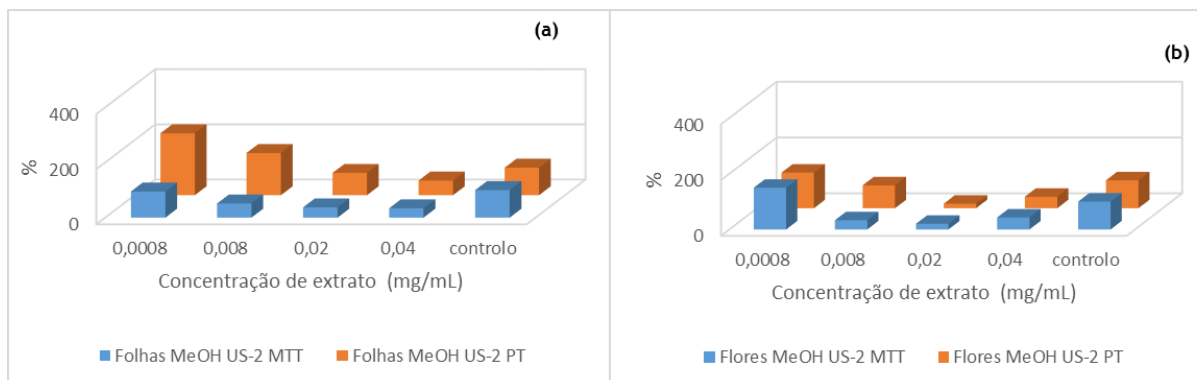 (a)
400
200
0
%
0,0008 0,008 0,02 0,04 controlo
Concentração de extrato (mg/mL)
Folhas MeOH US-2 MTT Folhas MeOH US-2 PT
(b)
400
200
0
%
0,0008 0,008 0,02 0,04 controlo
Concentração de extrato (mg/mL)
Flores MeOH US-2 MTT Flores MeOH US-2 PT